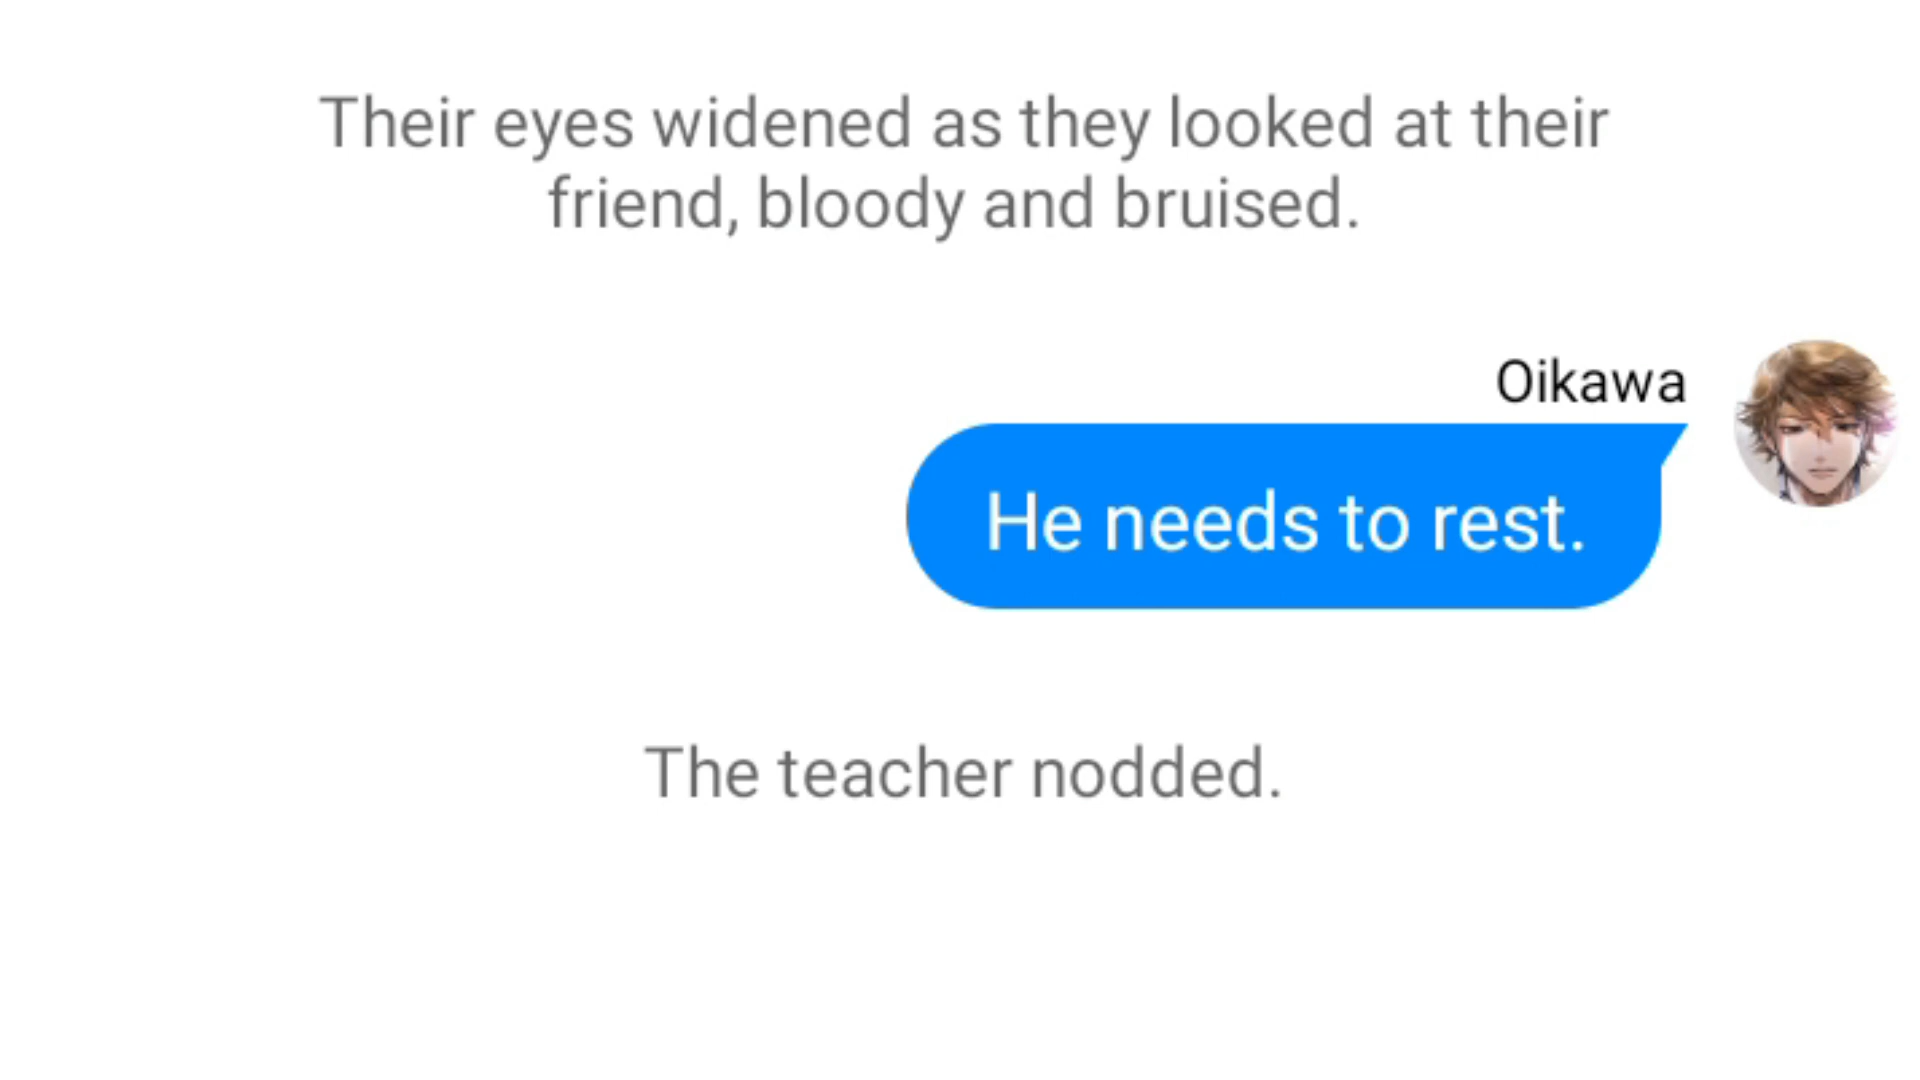 Their eyes widened as they looked at their
friend, bloody and bruised.
Oikawa
He needs to rest.
The teacher nodded.